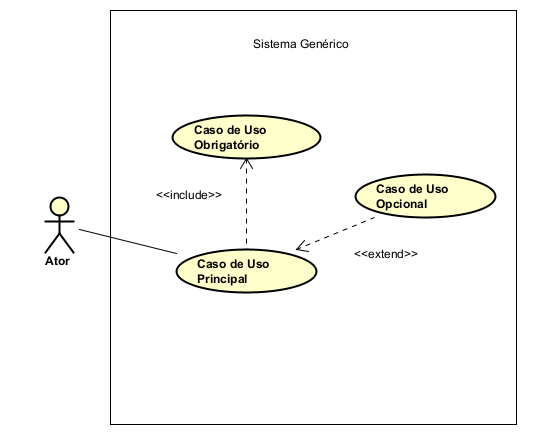 Sistema Genérico
Caso de Uso
Obrigatório
<<include>>
Caso de Uso
Opcional
Ator
Caso de Uso
Principal
<<extend>>